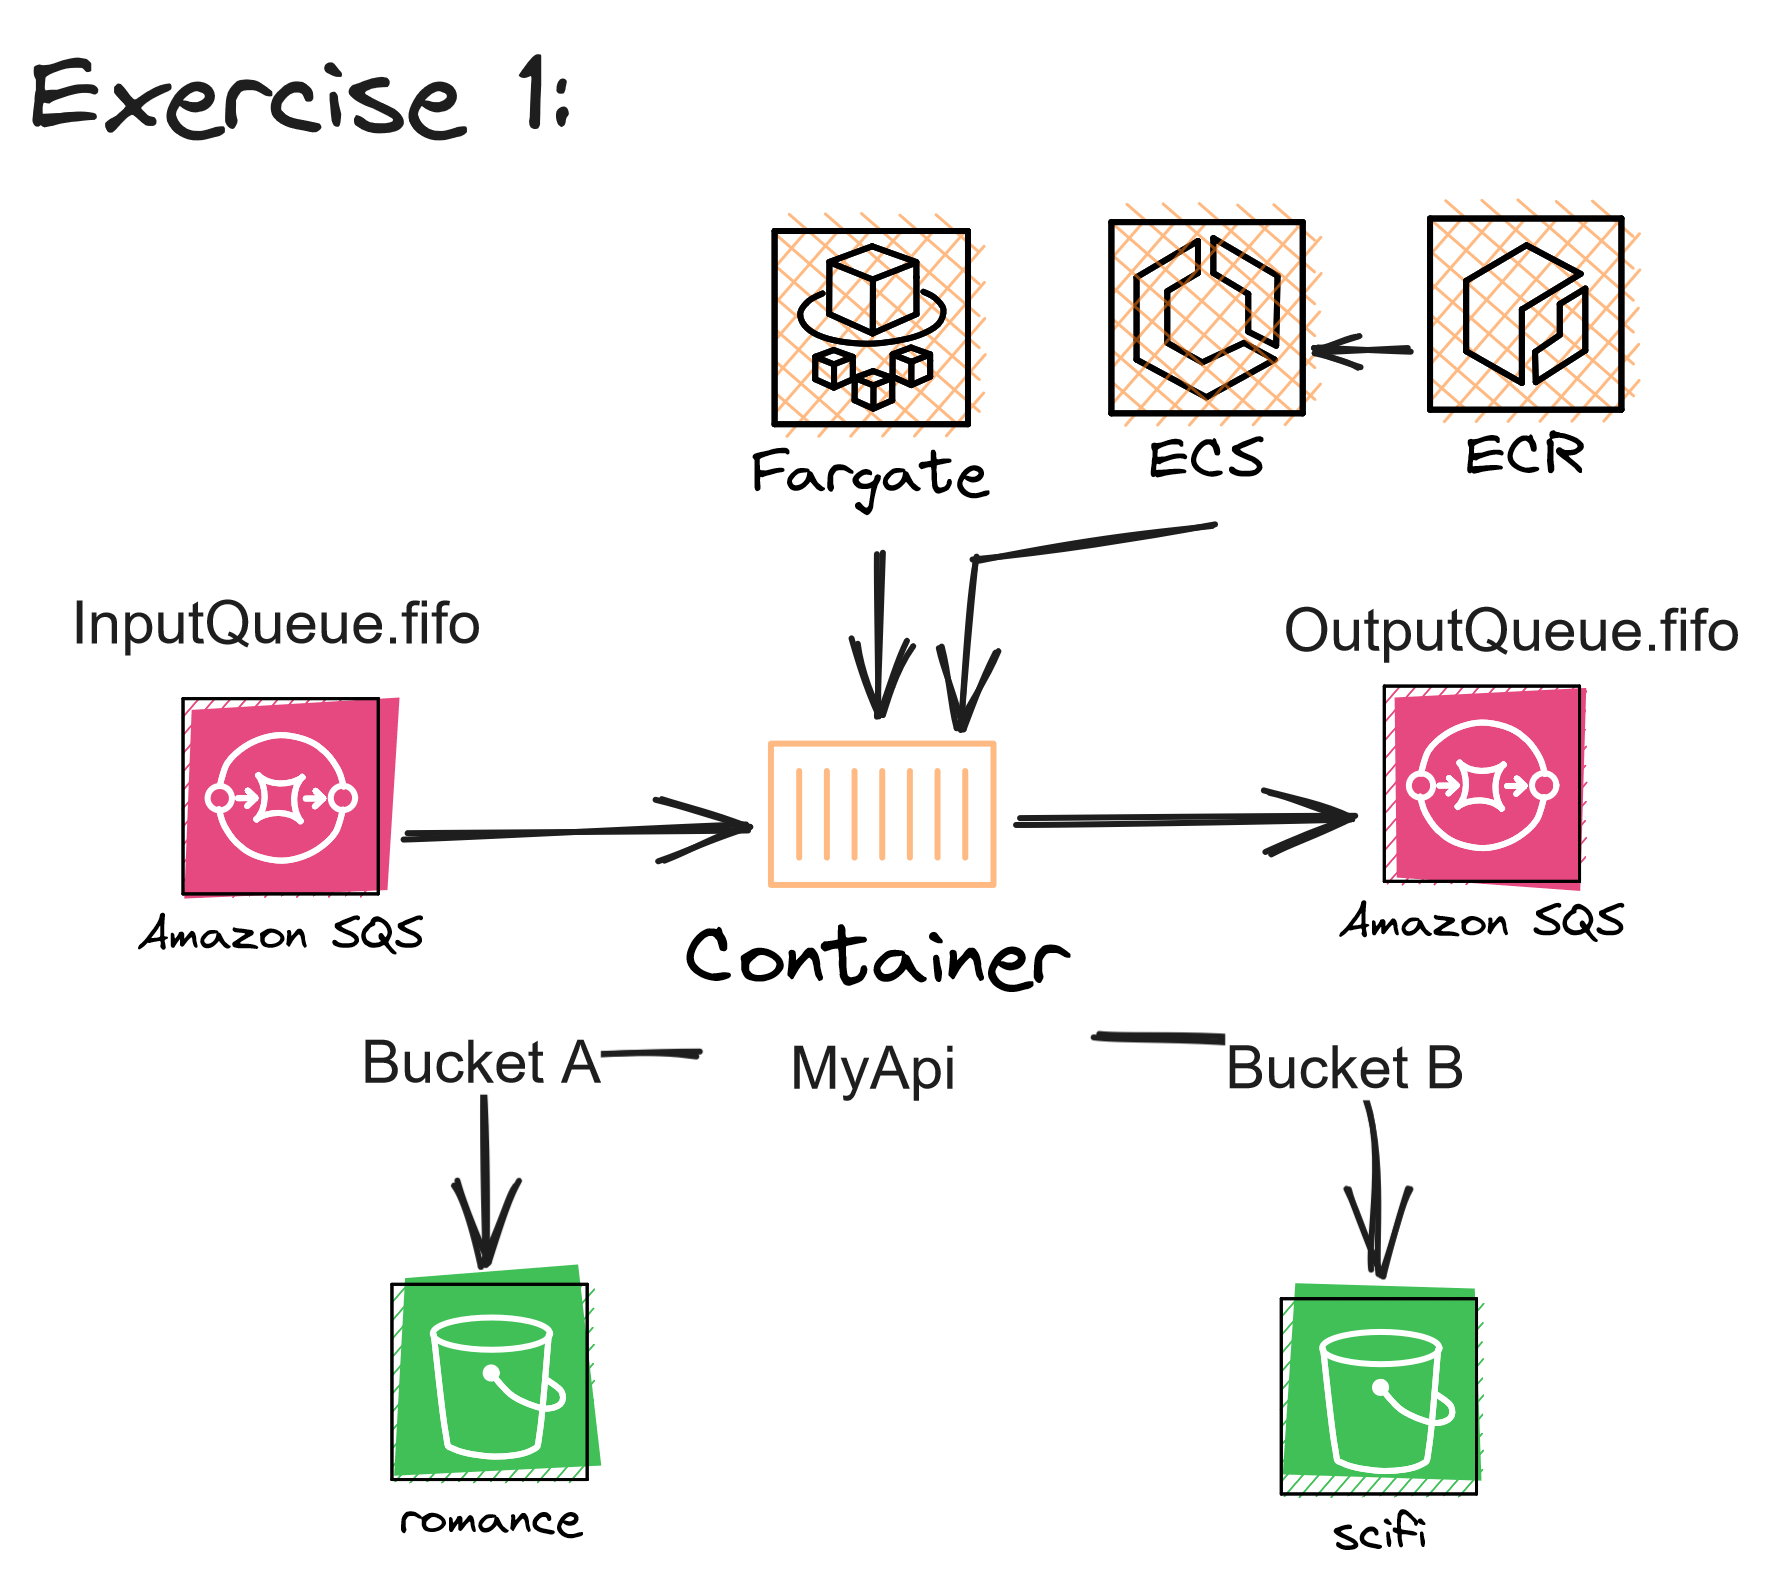 Exercise 1:
Fargate
ECS
ECR
InputQueue.fifo
OutputQueue.fifo
Amazon SQS
Container
Amazon SQS
Bucket A
MyApi
Bucket B
romance
scifi